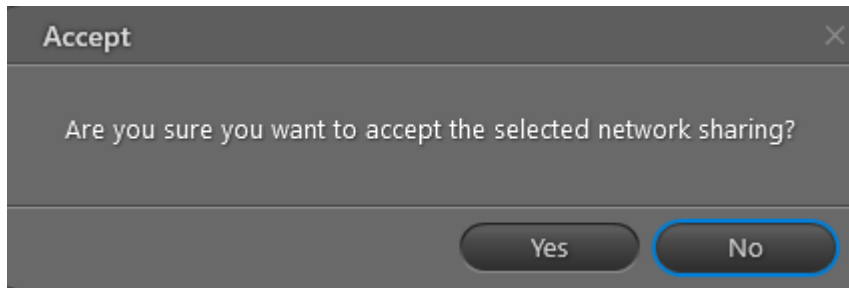 Accept
Are you sure you want to accept the selected network sharing?
Yes
No